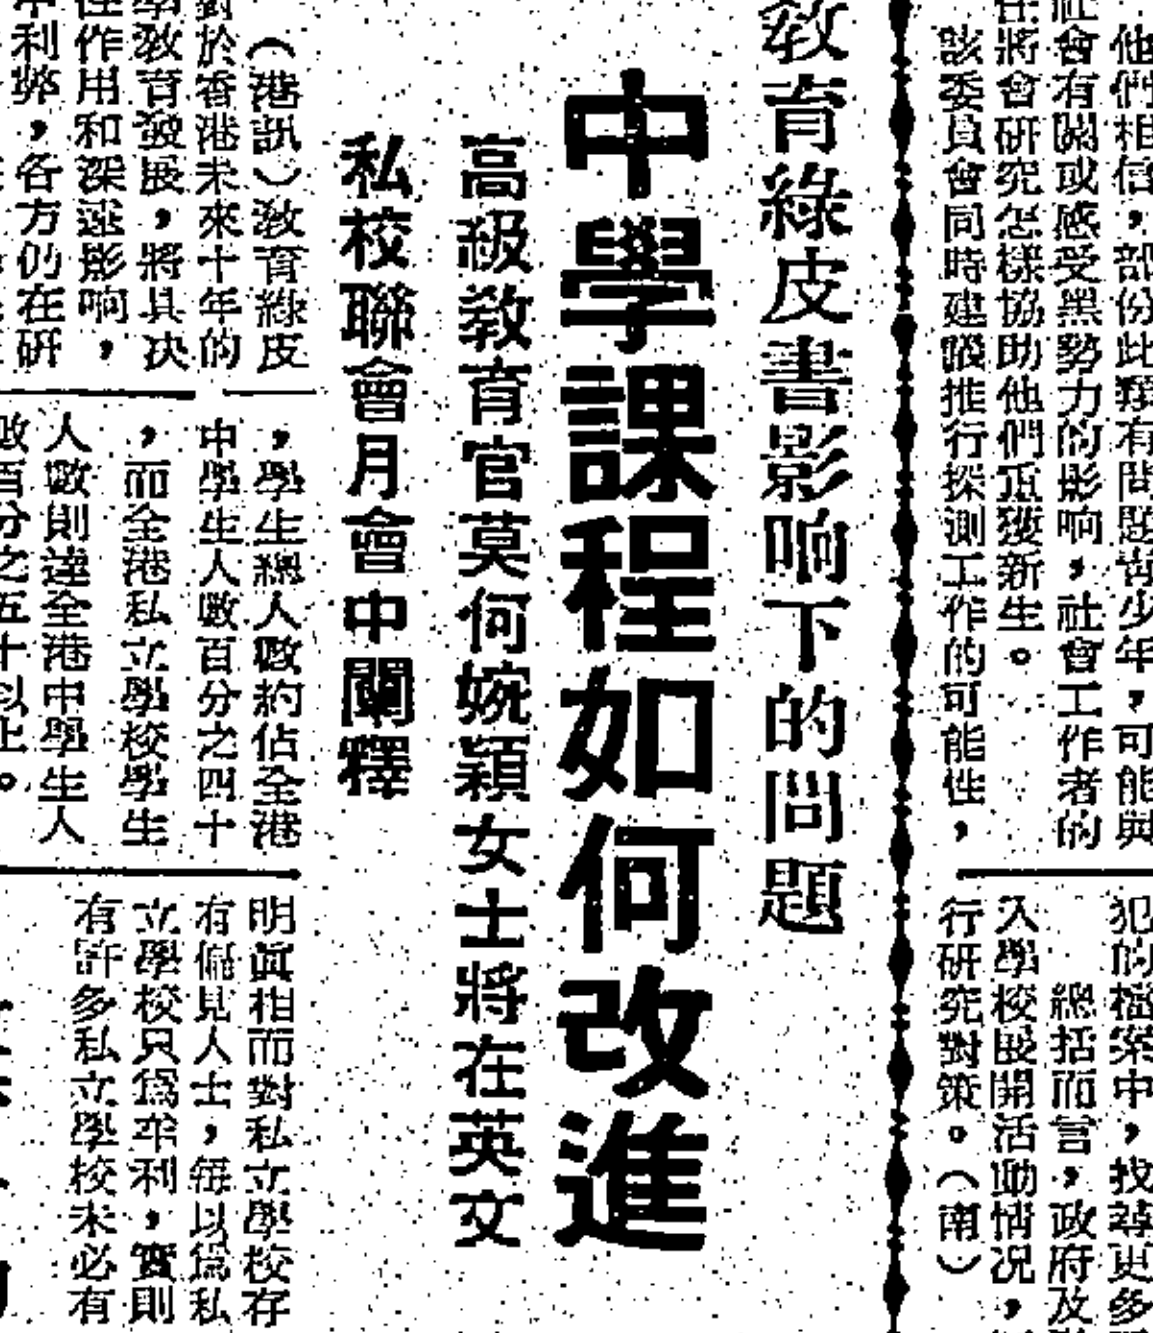 他們相信，部份此類有問題靑少年，可能與
社會有關或感受黑勢力的影响，社會工作者的
將會研究怎樣協助他們重獲新生。
該委員會同時建議推行探測工作的可能性，
犯的檔案中，找尋更多
總括而言，政府及
入學校展開活動情况，
行研究對策。（南）
敎育綠皮書影响下的問題
中學課程如何改進
高級敎育官莫何婉穎女士將在英文
私校聯會月會中闡釋
（港訊）敎育綠皮
對於香港未來十年的
學敎育發展，將具决
性作用和深遠影响，
利弊，各方仍在研
，學生總人數約佔全港
中學生人數百分之四十
，而全港私立學校學生
人數則達全港中學生人
數百分之五十以上。
明眞相而對私立學校存
有偏見人士，每以爲私
立學校只爲牟利，實則
有許多私立學校未必有